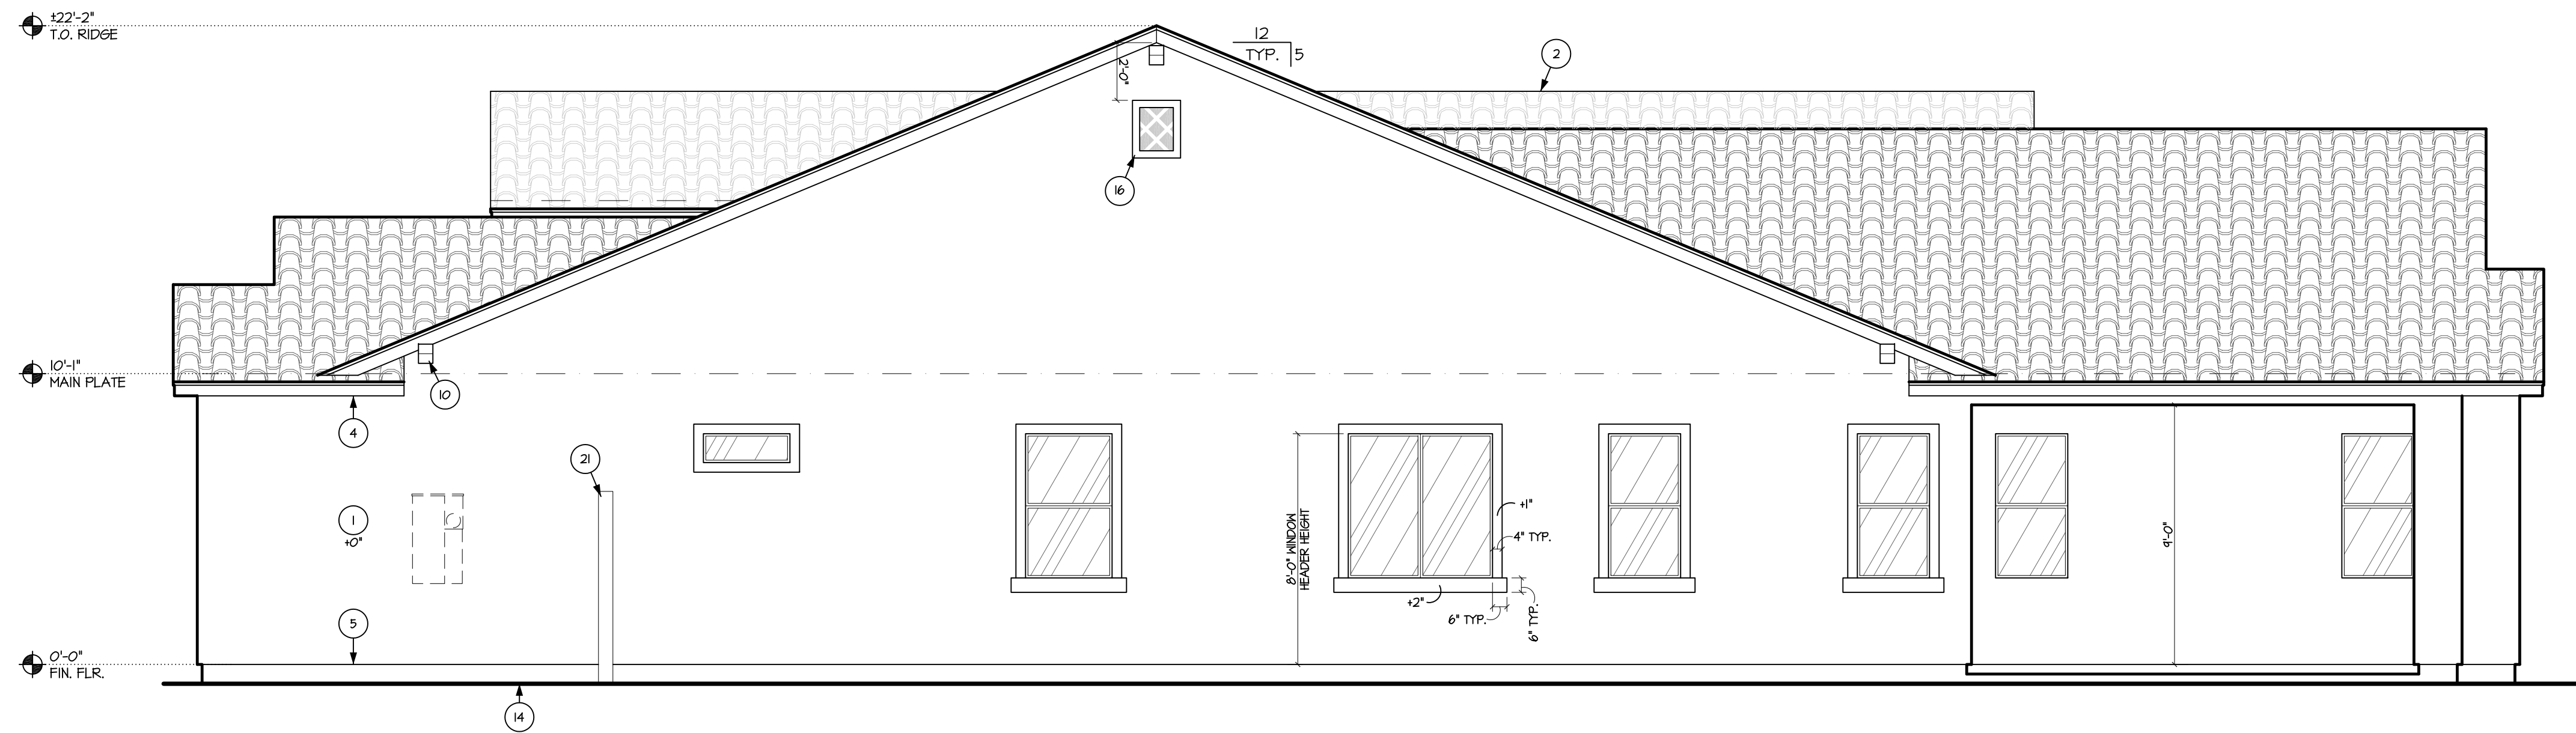 ±22'-2"
T.O. RIDGE
12
TYP. 5
2
2'-0"
16
10'-1"
MAIN PLATE
10
4
21
1
+0"
8'-0" WINDOW
HEADER HEIGHT
+1"
4" TYP.
+2"
6" TYP.
6" TYP.
9'-0"
5
0'-0"
FIN. FLR.
14